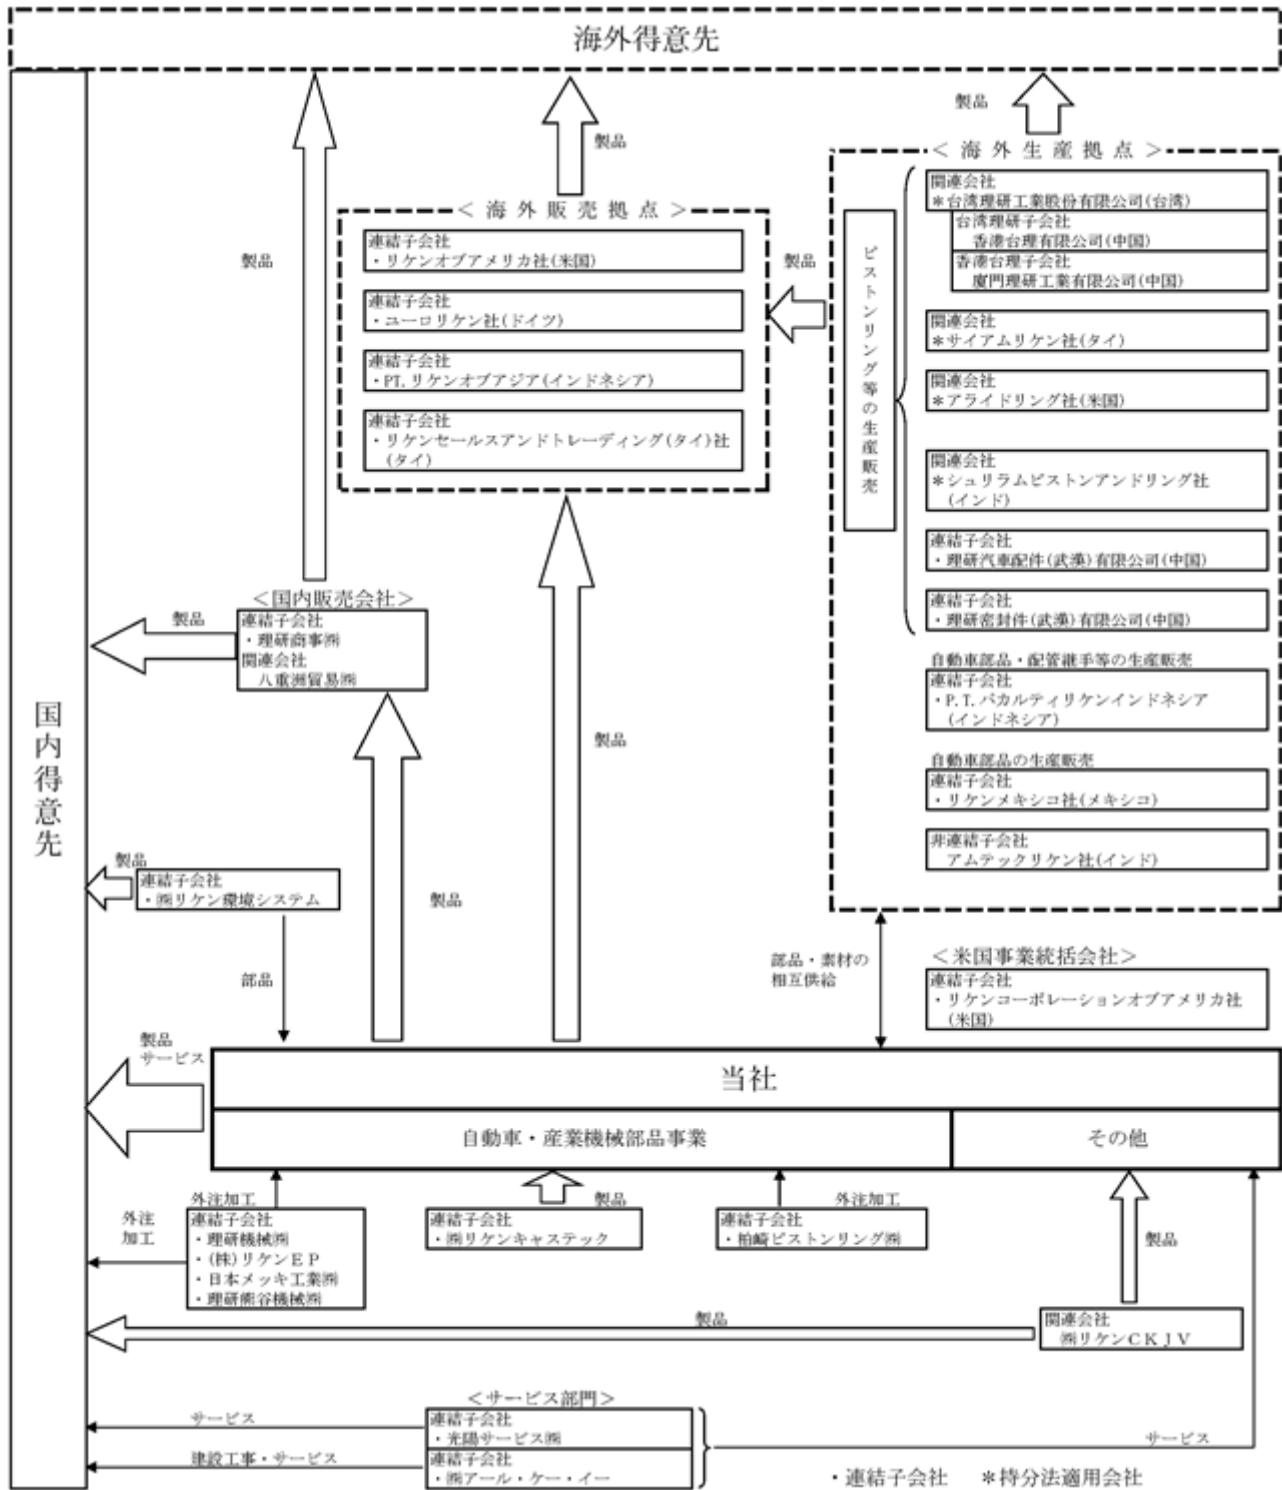 海外得意先
国内得意先
製品
製品
製品
＜海外生産拠点＞
ピストンリング等の生産販売
関連会社
＊台湾理研工業股份有限公司(台湾)
台湾理研子会社
香港台理有限公司(中国)
香港台理子会社
廈門理研工業有限公司(中国)
関連会社
＊サイアムリケン社(タイ)
関連会社
＊アライドリング社(米国)
関連会社
＊シュリラムピストンアンドリング社
(インド)
連結子会社
・理研汽車配件(武漢)有限公司(中国)
連結子会社
・理研密封件(武漢)有限公司(中国)
自動車部品・配管継手等の生産販売
連結子会社
・P.T.パカルティリケンインドネシア
(インドネシア)
自動車部品の生産販売
連結子会社
・リケンメキシコ社(メキシコ)
非連結子会社
アムテックリケン社(インド)
製品
＜海外販売拠点＞
連結子会社
・リケンオブアメリカ社(米国)
連結子会社
・ユーロリケン社(ドイツ)
連結子会社
・PT.リケンオブアジア(インドネシア)
連結子会社
・リケンセールスアンドトレーディング(タイ)社
(タイ)
製品
＜国内販売会社＞
連結子会社
・理研商事㈱
関連会社
八重洲貿易㈱
製品
製品
製品
連結子会社
・㈱リケン環境システム
部品
部品・素材の
相互供給
＜米国事業統括会社＞
連結子会社
・リケンコーポレーションオブアメリカ社
(米国)
製品
サービス
当社
自動車・産業機械部品事業
その他
外注加工
外注
加工
連結子会社
・理研機械㈱
・(株)リケンＥＰ
・日本メッキ工業㈱
・理研熊谷機械㈱
製品
連結子会社
・㈱リケンキャステック
外注加工
連結子会社
・柏崎ピストンリング㈱
製品
関連会社
㈱リケンＣＫＪＶ
製品
＜サービス部門＞
サービス
連結子会社
・光陽サービス㈱
建設工事・サービス
連結子会社
・㈱アール・ケー・イー
サービス
・連結子会社　＊持分法適用会社